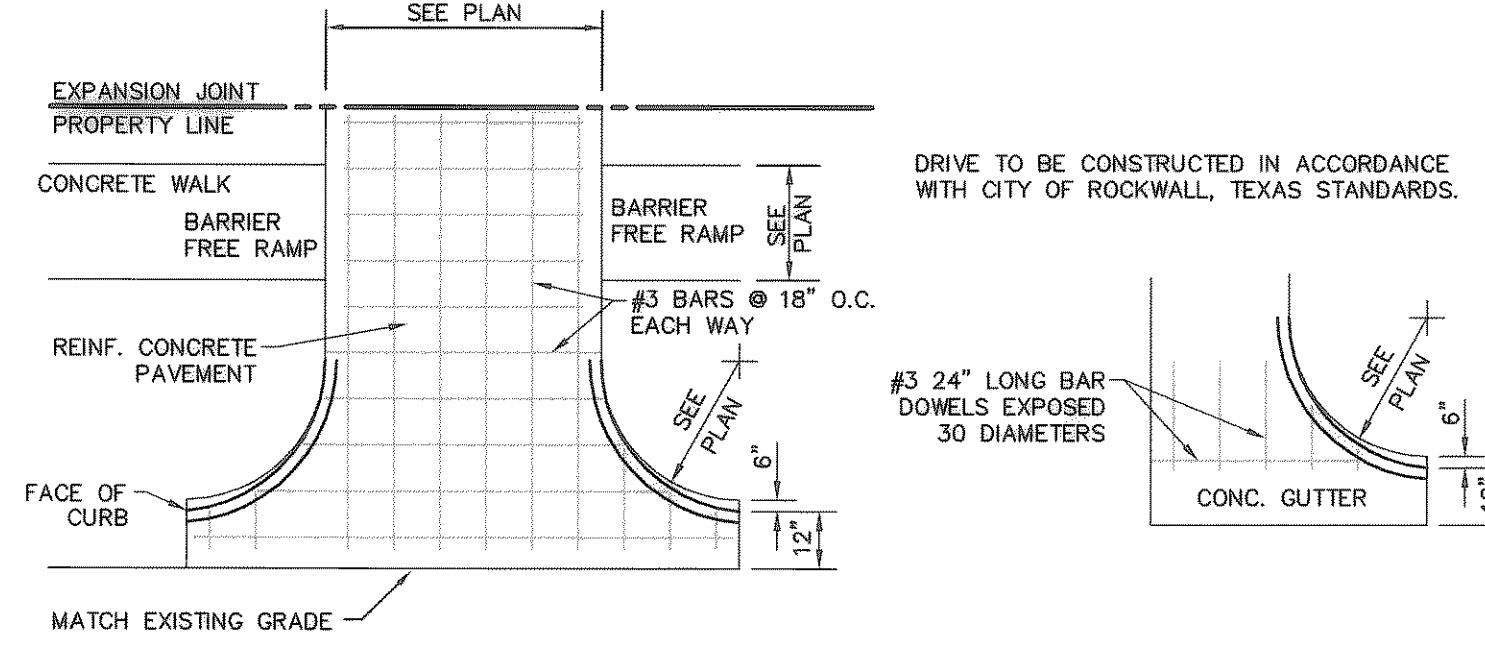 SEE PLAN
EXPANSION JOINT
PROPERTY LINE
CONCRETE WALK
BARRIER
FREE RAMP
BARRIER
FREE RAMP
SEE
PLAN
#3 BARS @ 18" O.C.
EACH WAY
REINF. CONCRETE
PAVEMENT
SEE
PLAN
6"
12"
FACE OF
CURB
MATCH EXISTING GRADE
DRIVE TO BE CONSTRUCTED IN ACCORDANCE
WITH CITY OF ROCKWALL, TEXAS STANDARDS.
#3 24" LONG BAR
DOWELS EXPOSED
30 DIAMETERS
SEE
PLAN
6"
CONC. GUTTER